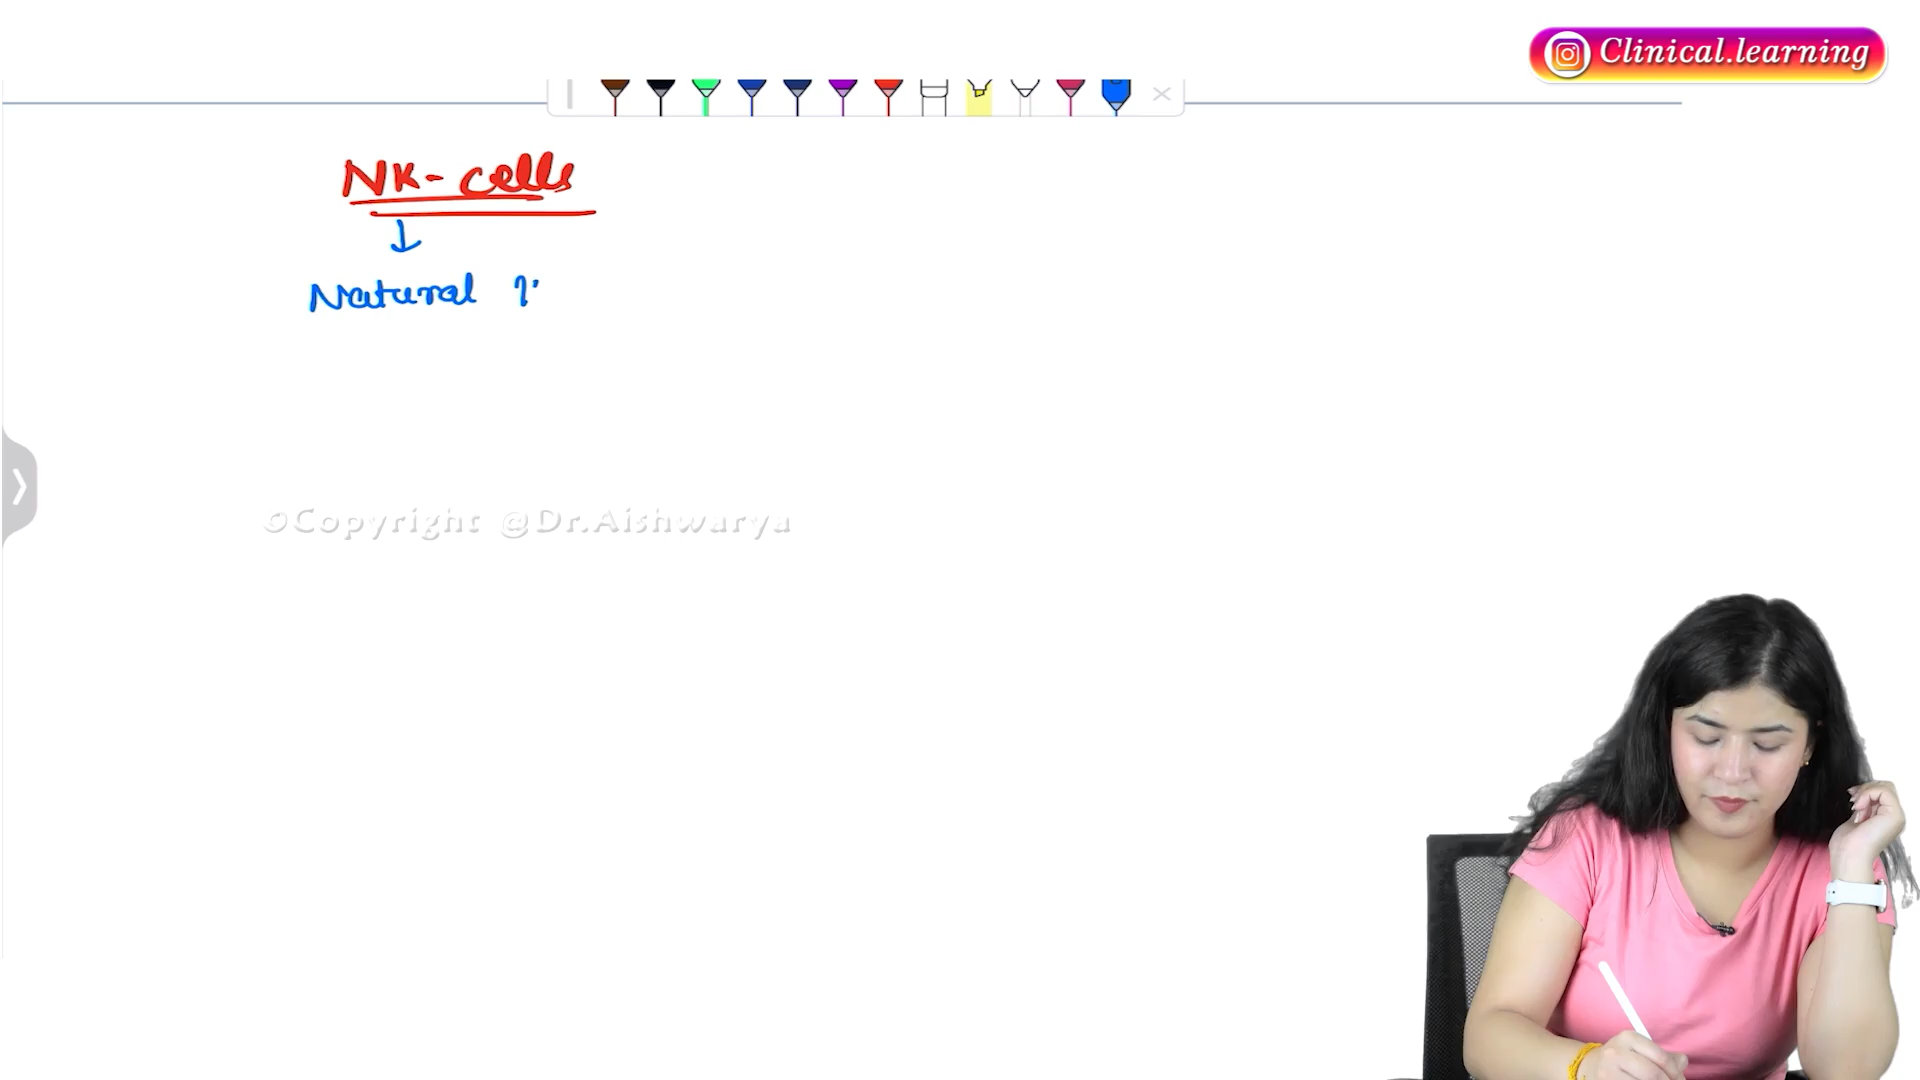 Clinical.learning
NK-cells
↓
Natural
©Copyright @Dr.Aishwarya